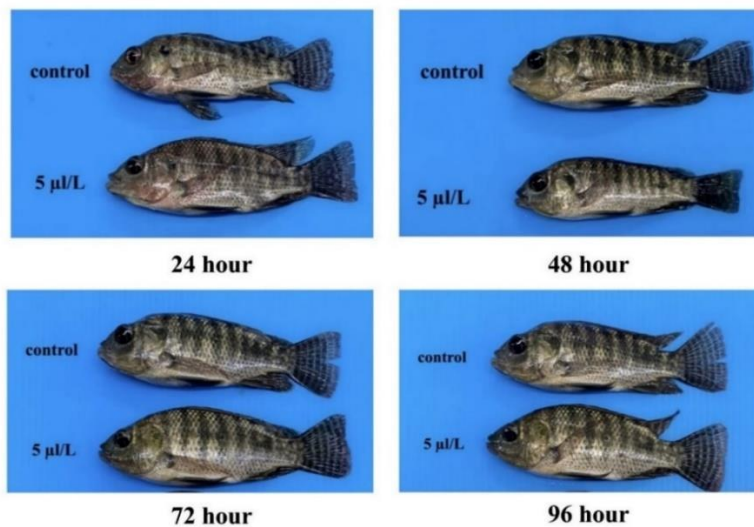 control
5 µl/L
24 hour
control
5 µl/L
48 hour
control
5 µl/L
72 hour
control
5 µl/L
96 hour